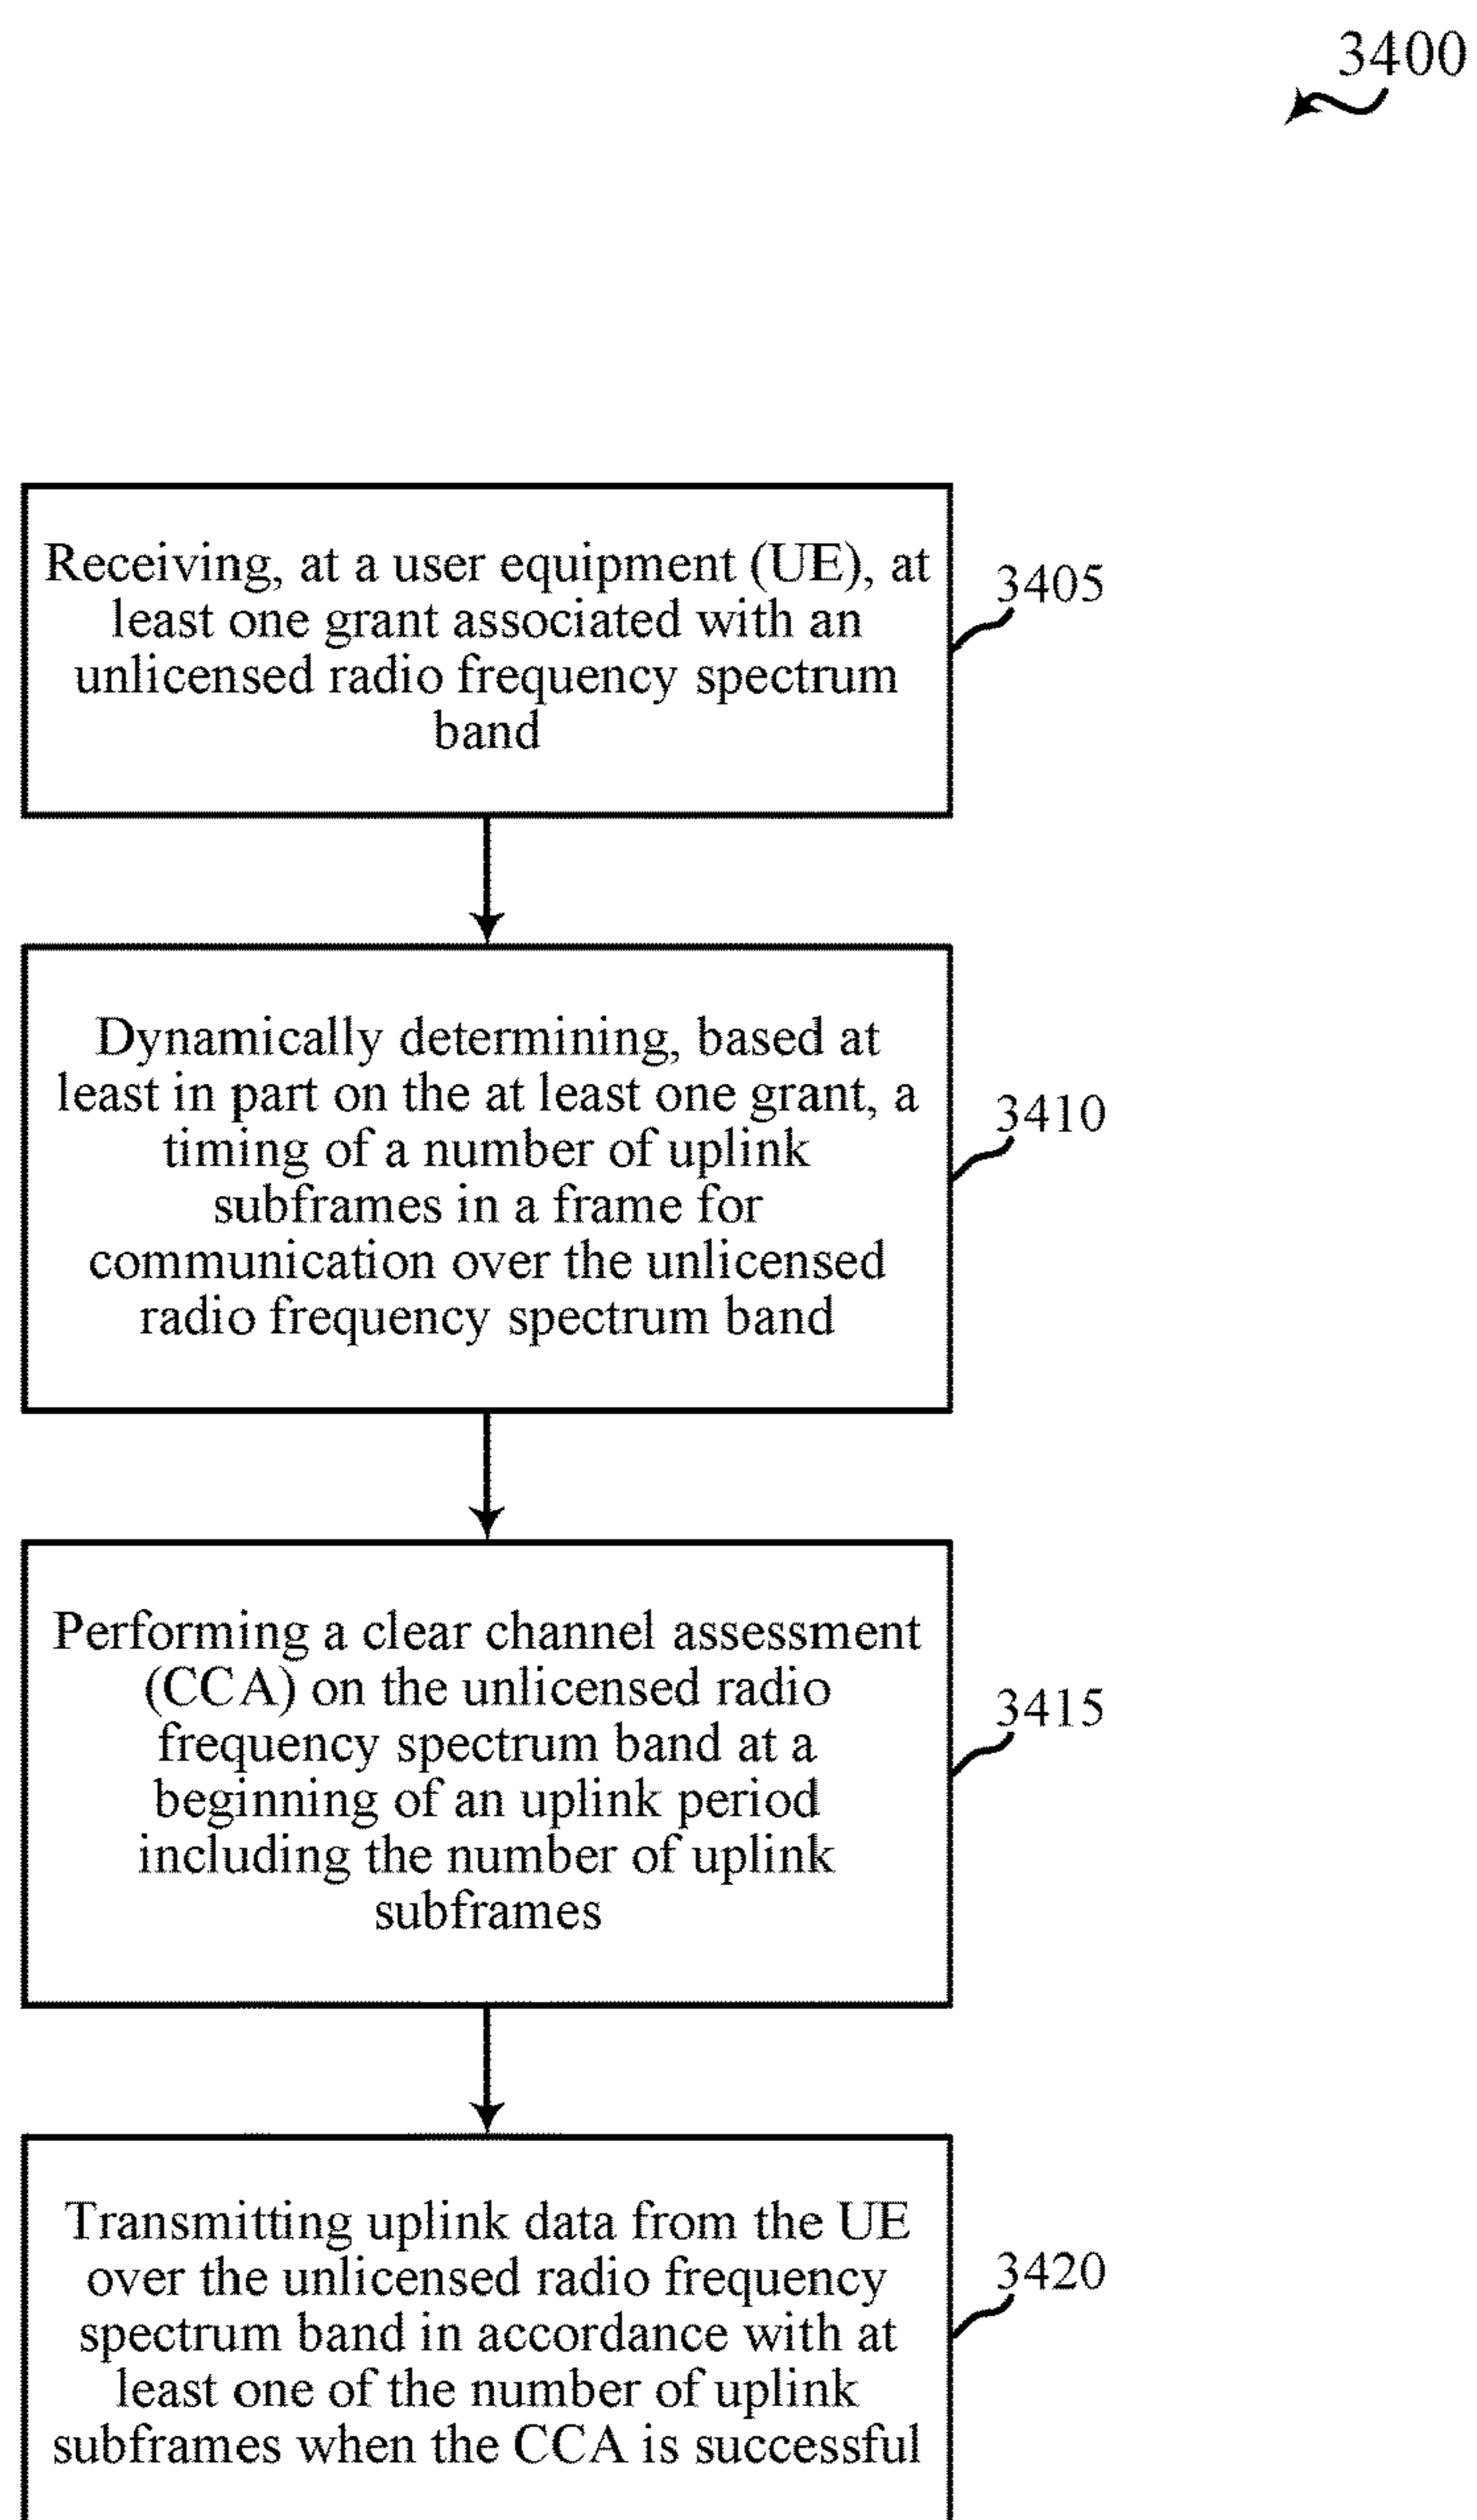 3400
Receiving, at a user equipment (UE), at
least one grant associated with an
unlicensed radio frequency spectrum
band
3405
Dynamically determining, based at
least in part on the at least one grant, a
timing of a number of uplink
subframes in a frame for
communication over the unlicensed
radio frequency spectrum band
3410
Performing a clear channel assessment
(CCA) on the unlicensed radio
frequency spectrum band at a
beginning of an uplink period
including the number of uplink
subframes
3415
Transmitting uplink data from the UE
over the unlicensed radio frequency
spectrum band in accordance with at
least one of the number of uplink
subframes when the CCA is successful
3420